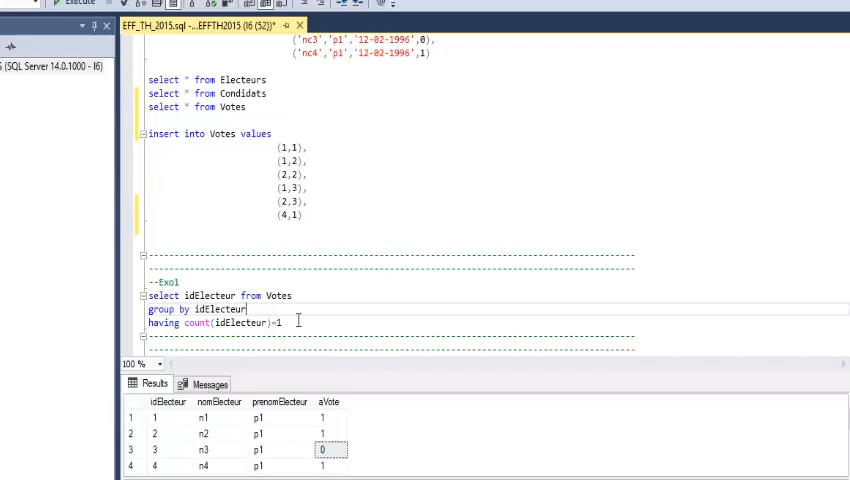 Execute
EFF_TH_2015.sql -...EFFTH2015 (I6 (52))*
S (SQL Server 14.0.1000 - I6)
('nc3','p1','12-02-1996',0),
('nc4','p1','12-02-1996',1)
select * from Electeurs
select * from Condidats
select * from Votes
insert into Votes values
(1,1),
(1,2),
(2,2),
(1,3),
(2,3),
(4,1)
--Exo1
select idElecteur from Votes
group by idElecteur
having count(idElecteur)=1
100 %
Results Messages
idElecteur nomElecteur prenomElecteur aVote
1 1 n1 p1 1
2 2 n2 p1 1
3 3 n3 p1 0
4 4 n4 p1 1